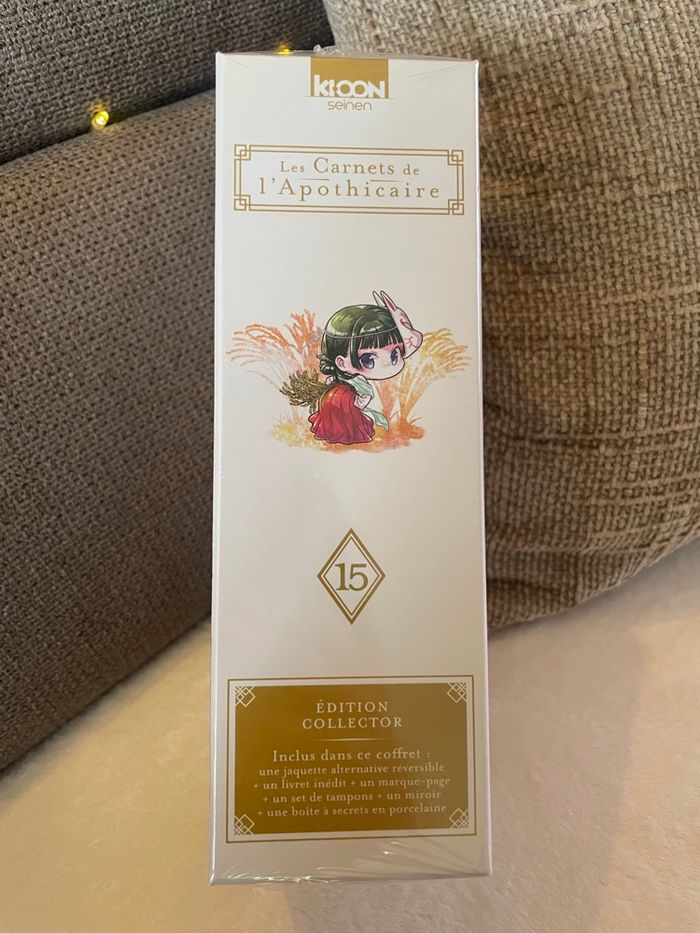 KI-OON
seinen
Les Carnets de
l'Apothicaire
15
ÉDITION
COLLECTOR
Inclus dans ce coffret :
une jaquette alternative réversible
+ un livret inédit + un marque-page
+ un set de tampons + un miroir
+ une boîte à secrets en porcelaine